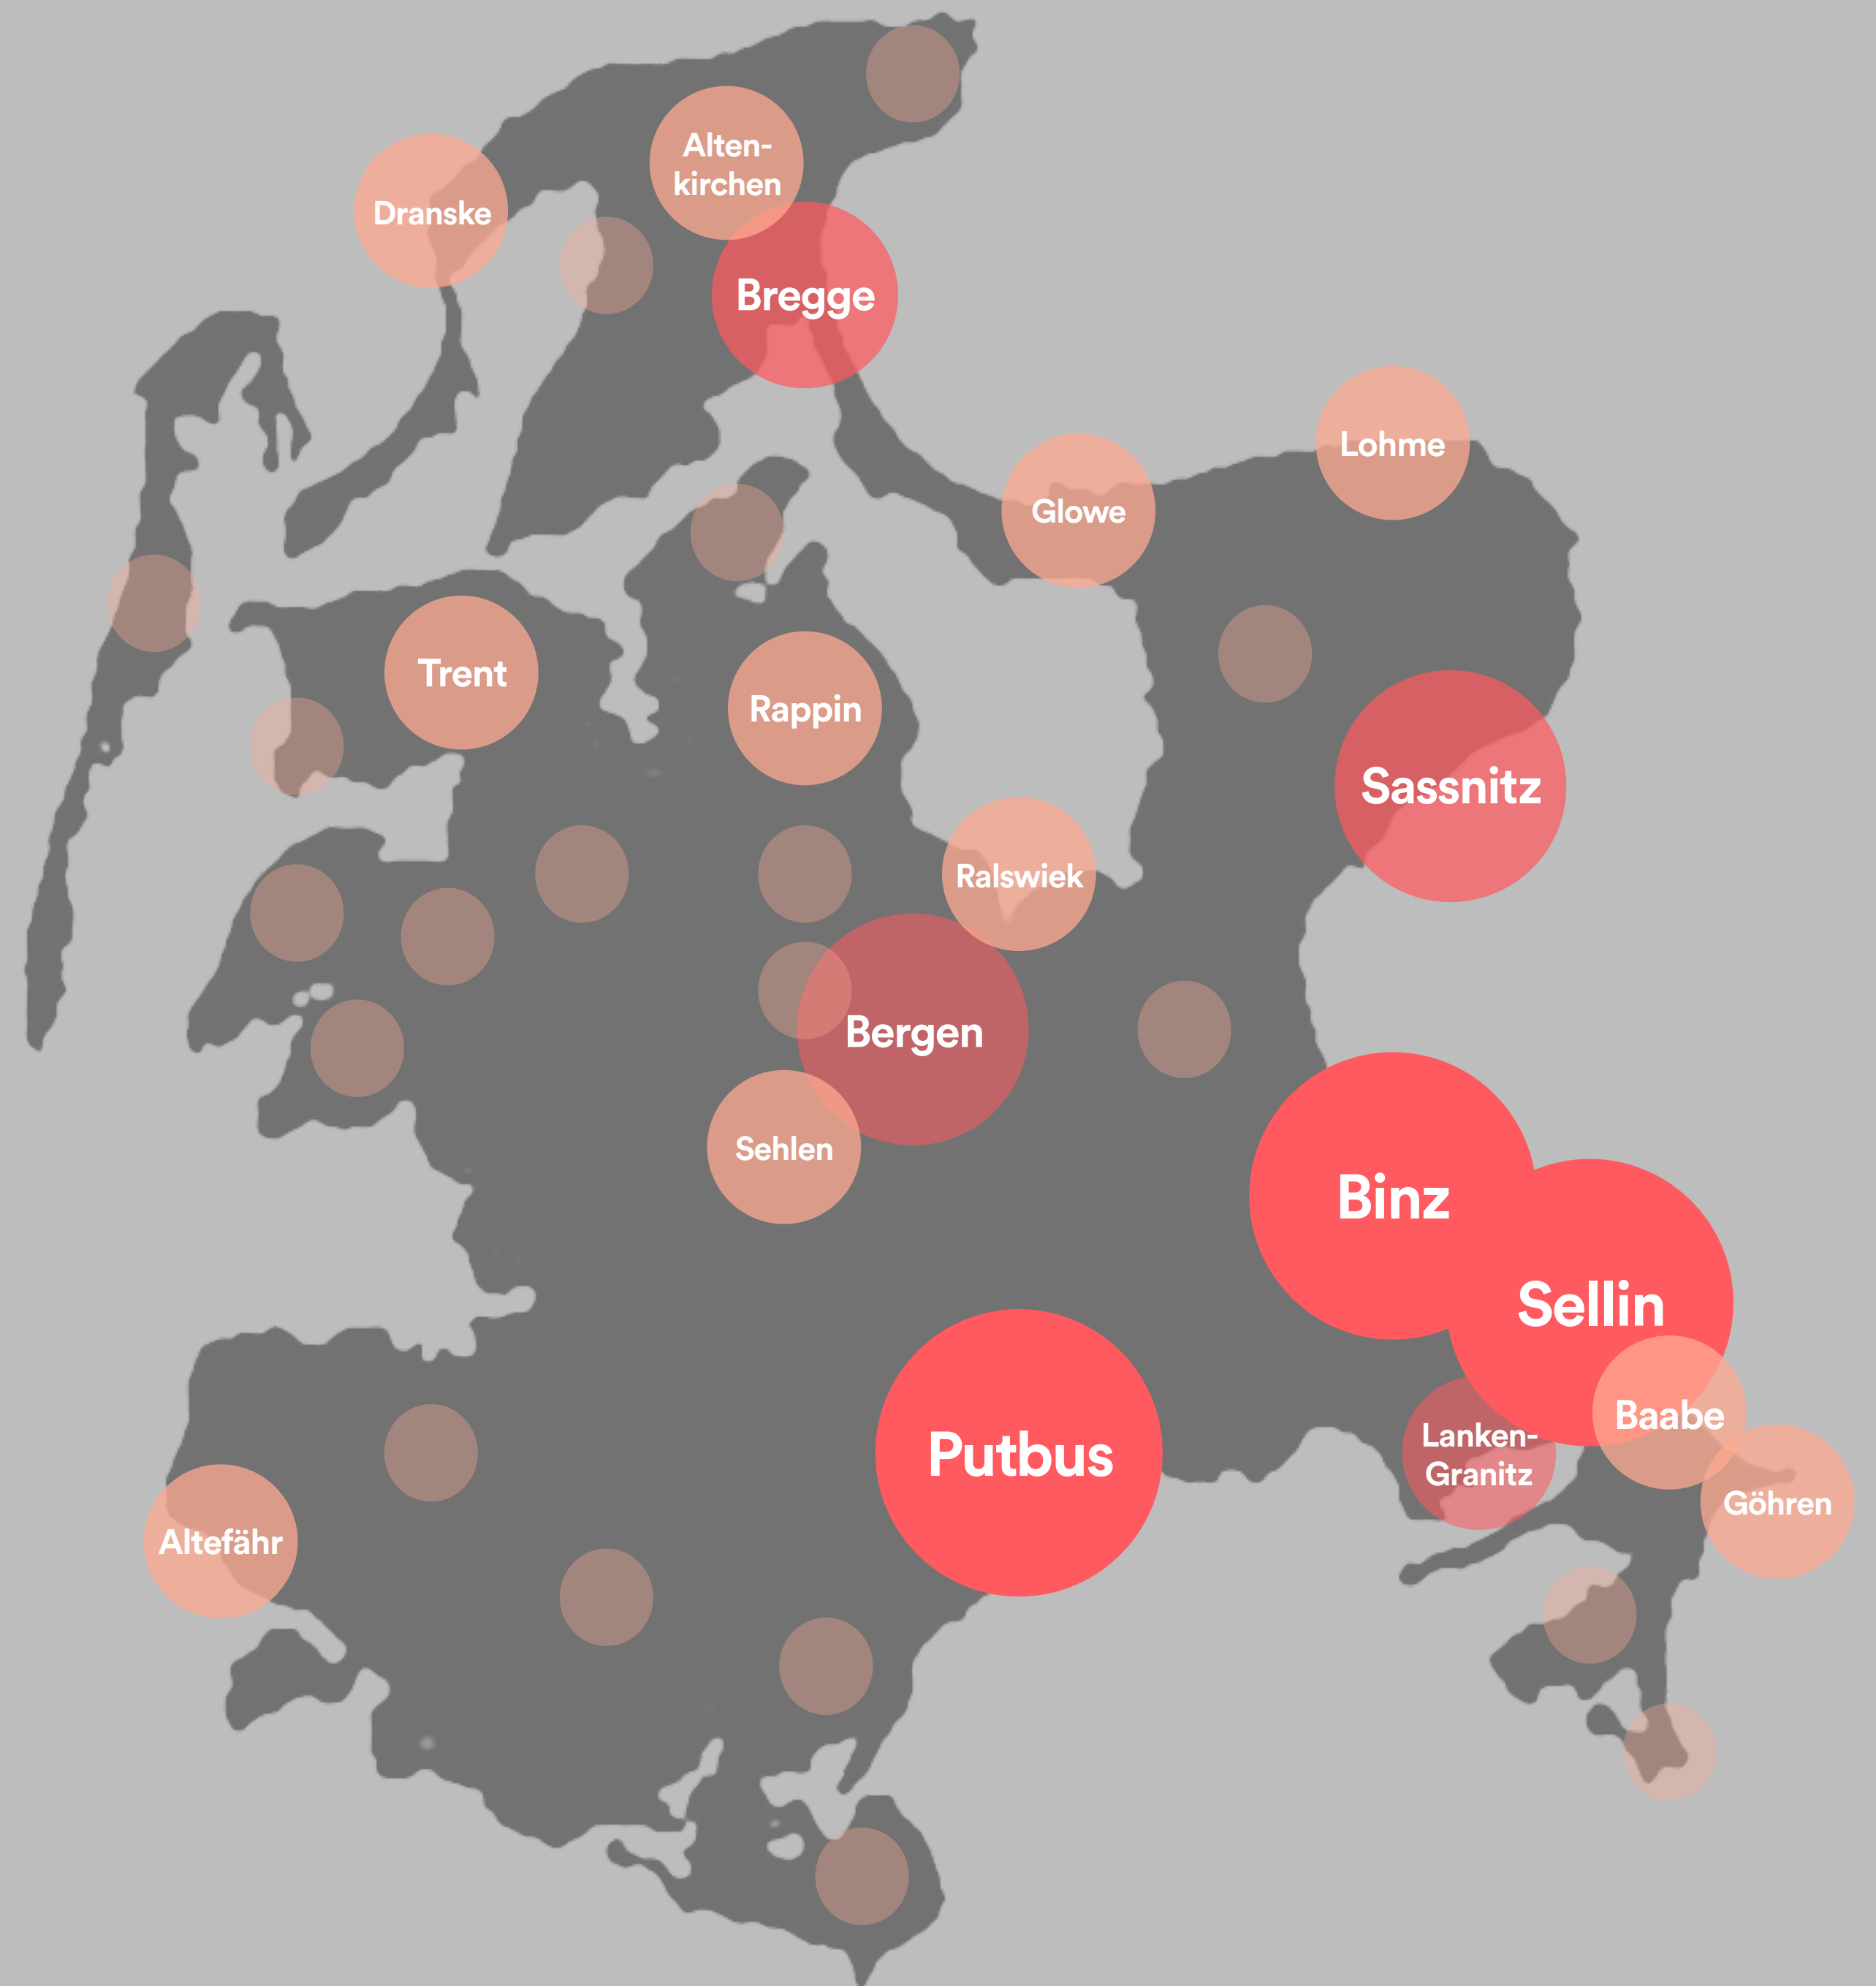 Alten-
kirchen
Dranske
Bregge
Lohme
Glowe
Trent
Rappin
Sassnitz
Ralswiek
Bergen
Sehlen
Binz
Sellin
Baabe
Putbus
Lanken-
Granitz
Göhren
Altefähr